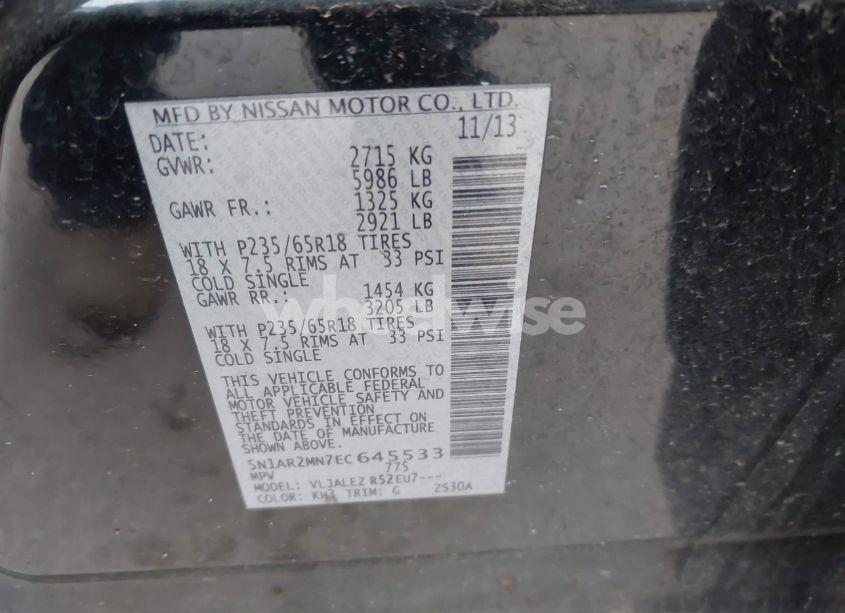 MFD BY NISSAN MOTOR CO., LTD.
DATE: 11/13
GVWR: 2715 KG
5986 LB
GAWR FR.: 1325 KG
2921 LB
WITH P235/65R18 TIRES
18 X 7.5 RIMS AT 33 PSI
COLD SINGLE
GAWR RR.: 1454 KG
3205 LB
WITH P235/65R18 TIRES
18 X 7.5 RIMS AT 33 PSI
COLD SINGLE
THIS VEHICLE CONFORMS TO
ALL APPLICABLE FEDERAL
MOTOR VEHICLE SAFETY AND
THEFT PREVENTION
STANDARDS IN EFFECT ON
THE DATE OF MANUFACTURE
SHOWN ABOVE.
5N1AR2MN7EC645533
MPV 775
MODEL: VLJALEZ R52EU7---
COLOR: KH3 TRIM: G ZS30A
wheelwise